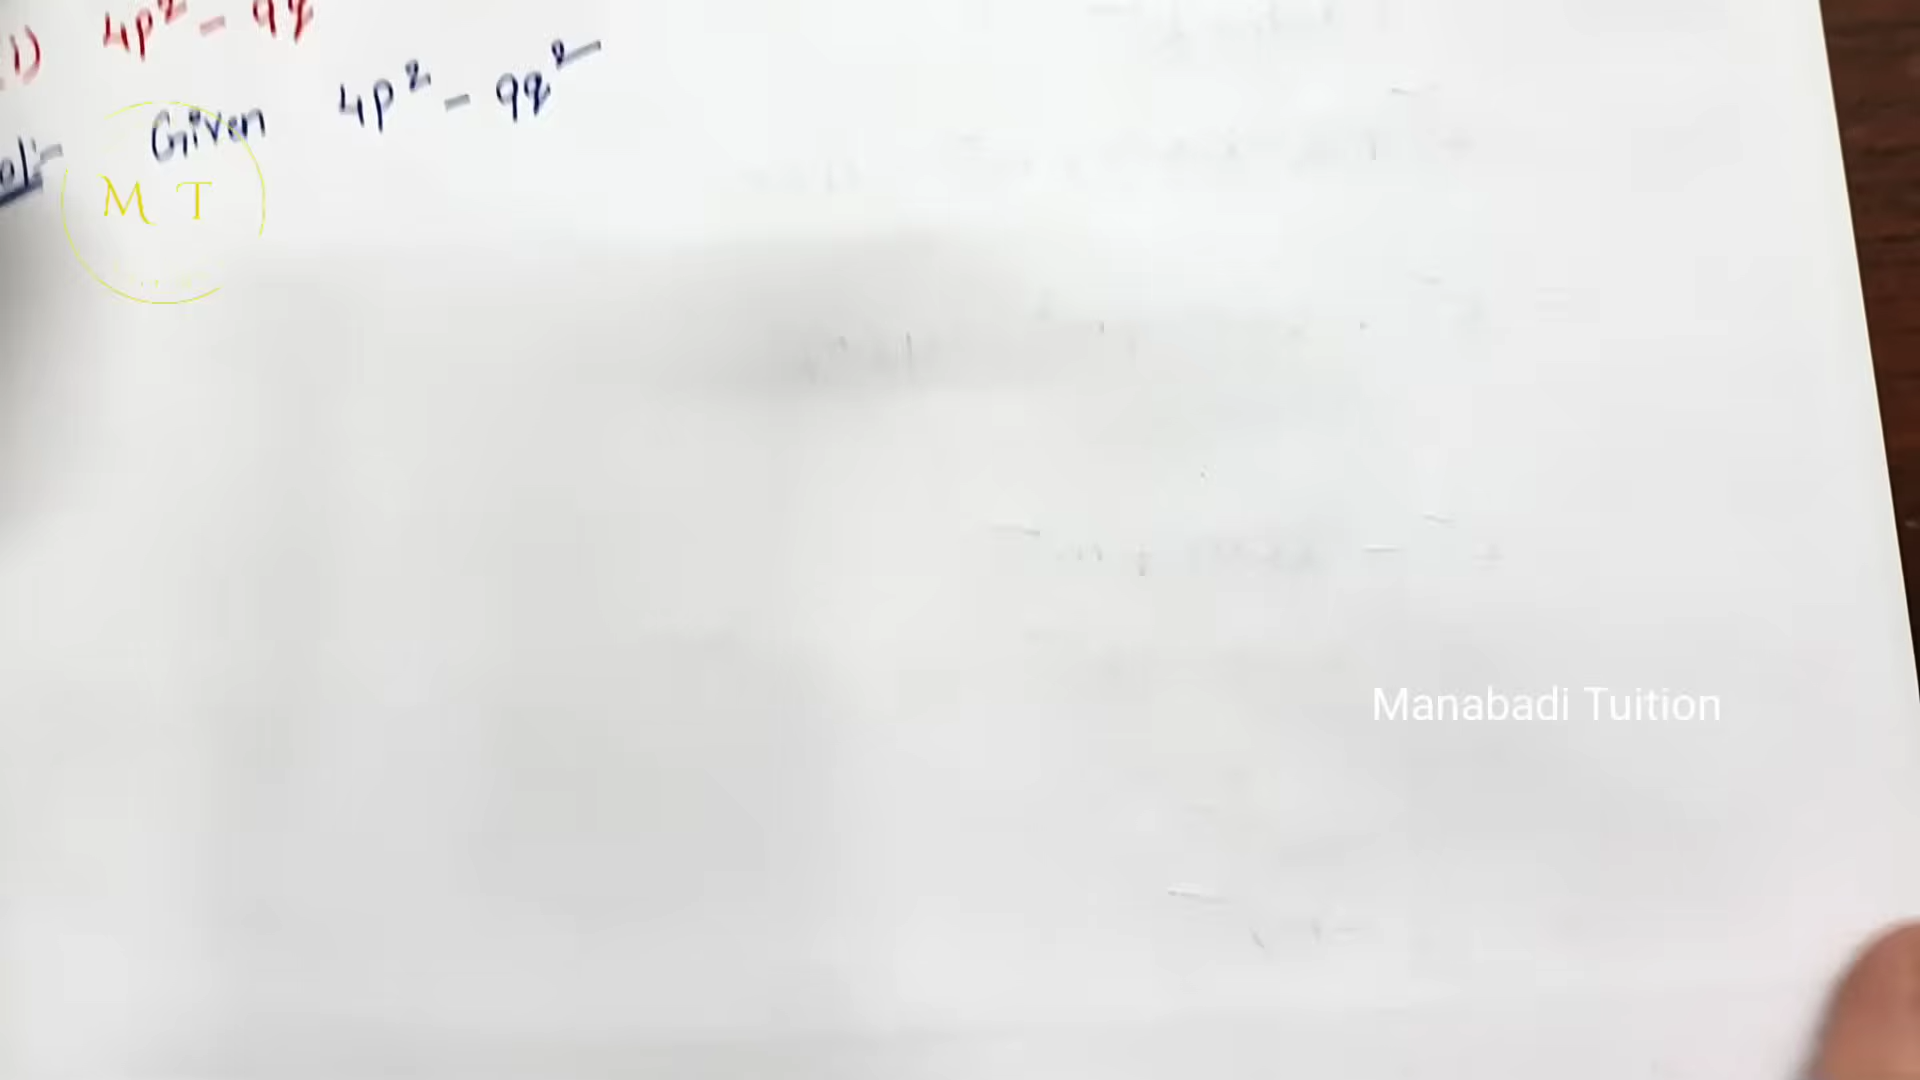 i) 4p² - 9q
Sol:- Given 4p² - 9q²
M T
Manabadi Tuition